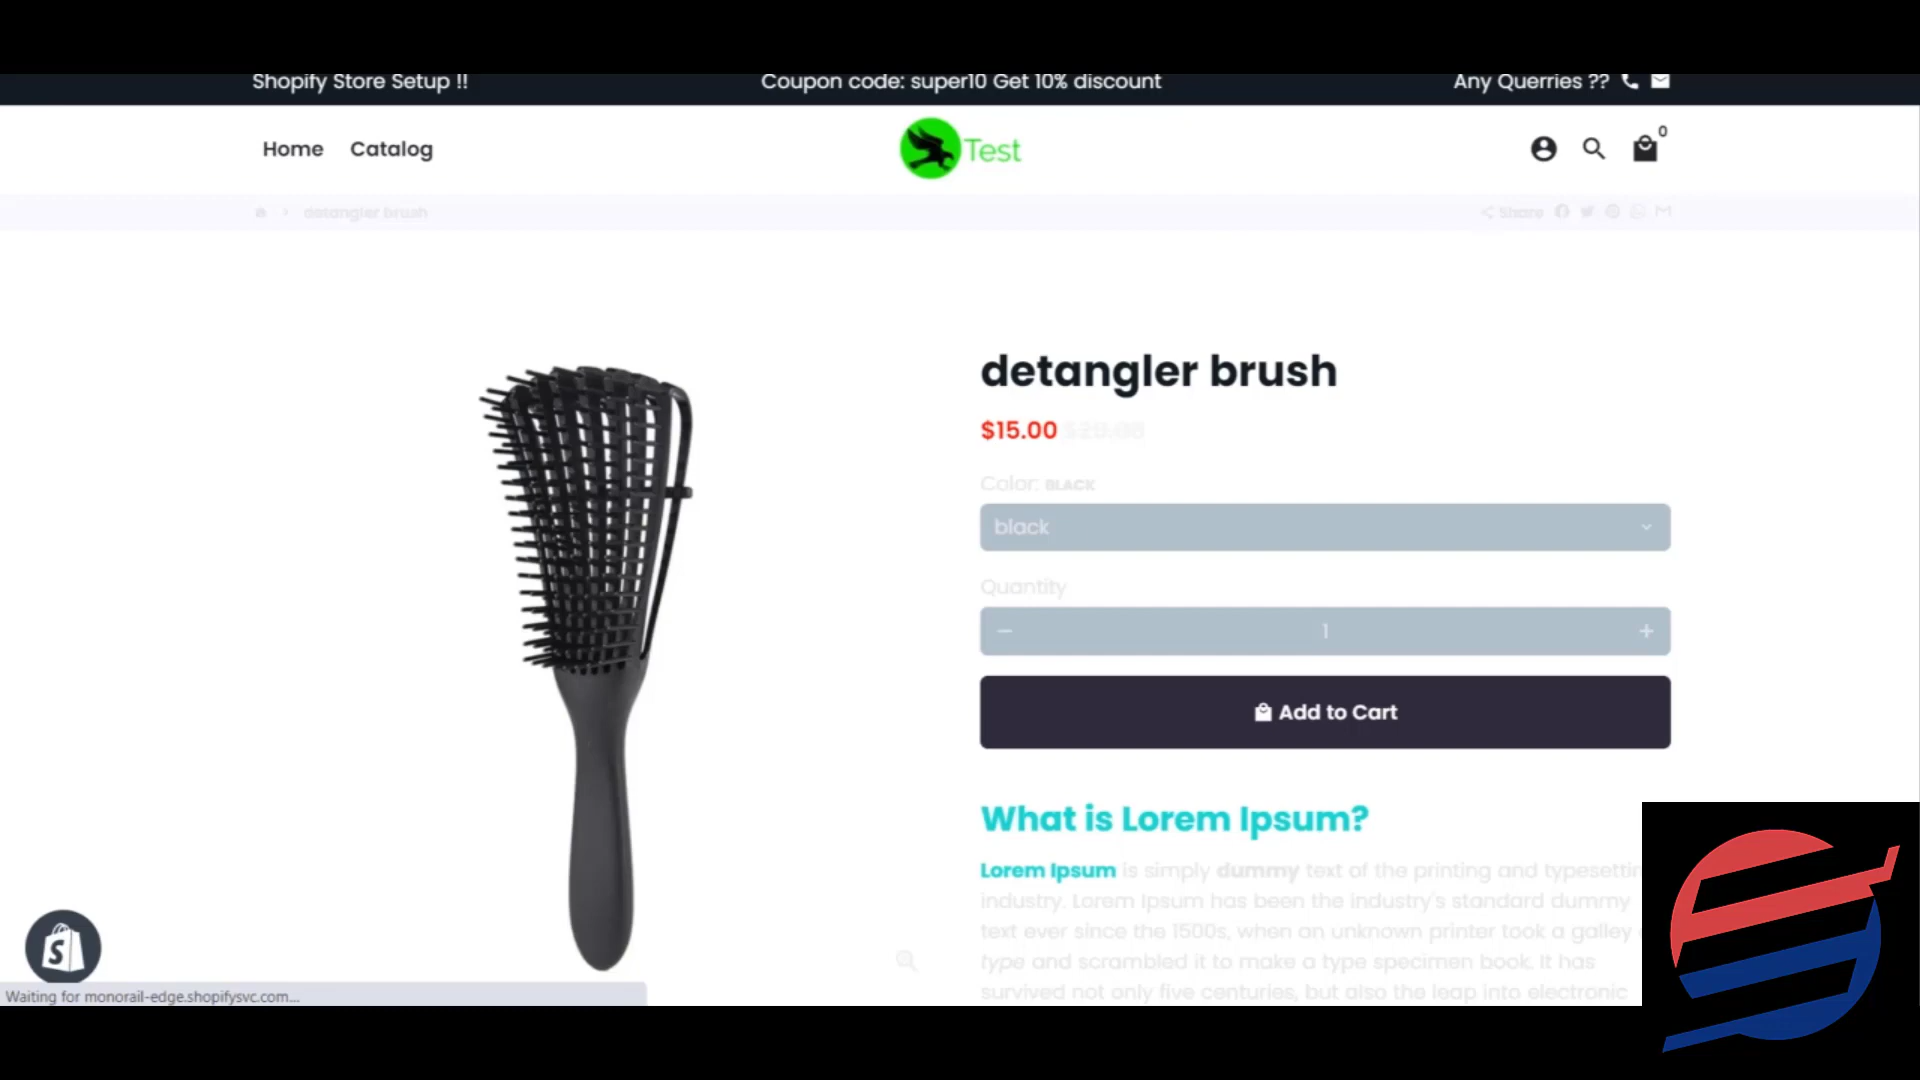 Shopify Store Setup !!
Coupon code: super10 Get 10% discount
Any Querries ??
Home Catalog
Test
0
detangler brush
Share
detangler brush
$15.00
Color: BLACK
black
Quantity
1
Add to Cart
What is Lorem Ipsum?
Lorem Ipsum is simply dummy text of the printing and
industry. Lorem Ipsum has been the industry's standard dummy
text ever since the 1500s, when an unknown printer took a galley
type and scrambled it to make a type specimen book. It has
survived not only five centuries, but also the leap into electronic
Waiting for monorail-edge.shopifysvc.com...